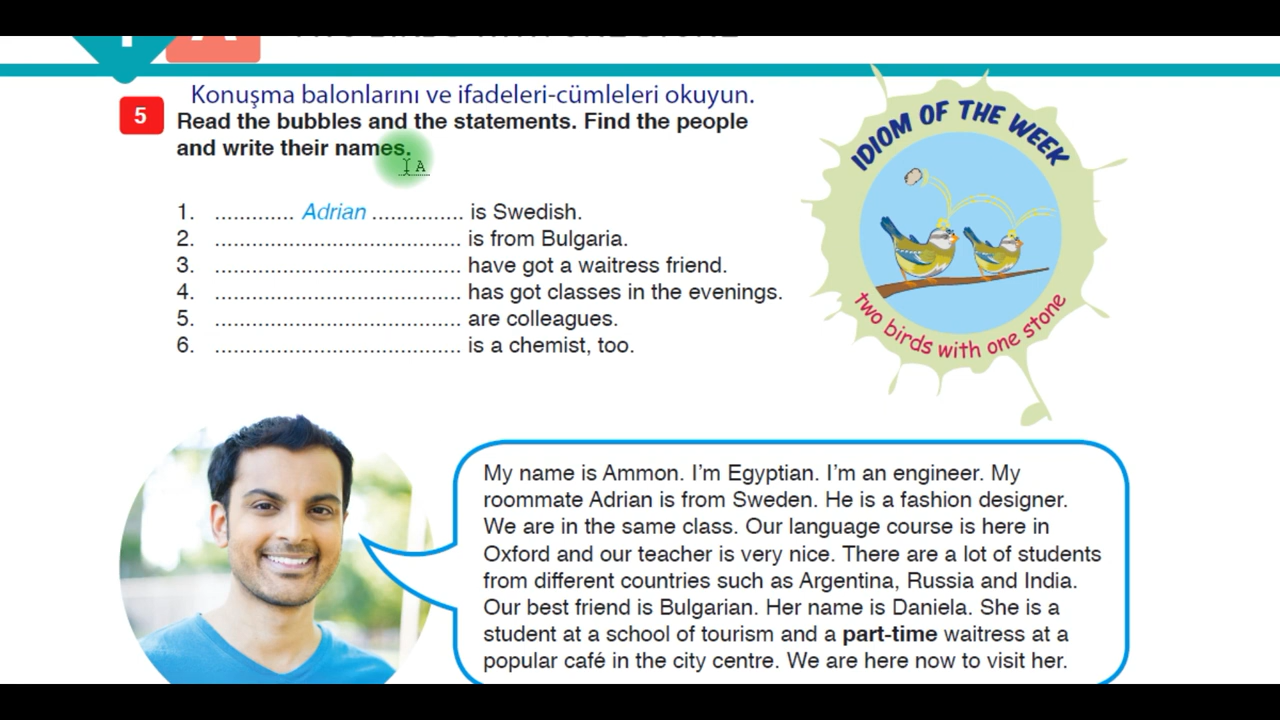 5
Konuşma balonlarını ve ifadeleri-cümleleri okuyun.
Read the bubbles and the statements. Find the people
and write their names.
A
1. ............. Adrian ............... is Swedish.
2. ....................................... is from Bulgaria.
3. ....................................... have got a waitress friend.
4. ....................................... has got classes in the evenings.
5. ....................................... are colleagues.
6. ....................................... is a chemist, too.
IDIOM OF THE WEEK
two birds with one stone
My name is Ammon. I'm Egyptian. I'm an engineer. My
roommate Adrian is from Sweden. He is a fashion designer.
We are in the same class. Our language course is here in
Oxford and our teacher is very nice. There are a lot of students
from different countries such as Argentina, Russia and India.
Our best friend is Bulgarian. Her name is Daniela. She is a
student at a school of tourism and a part-time waitress at a
popular café in the city centre. We are here now to visit her.